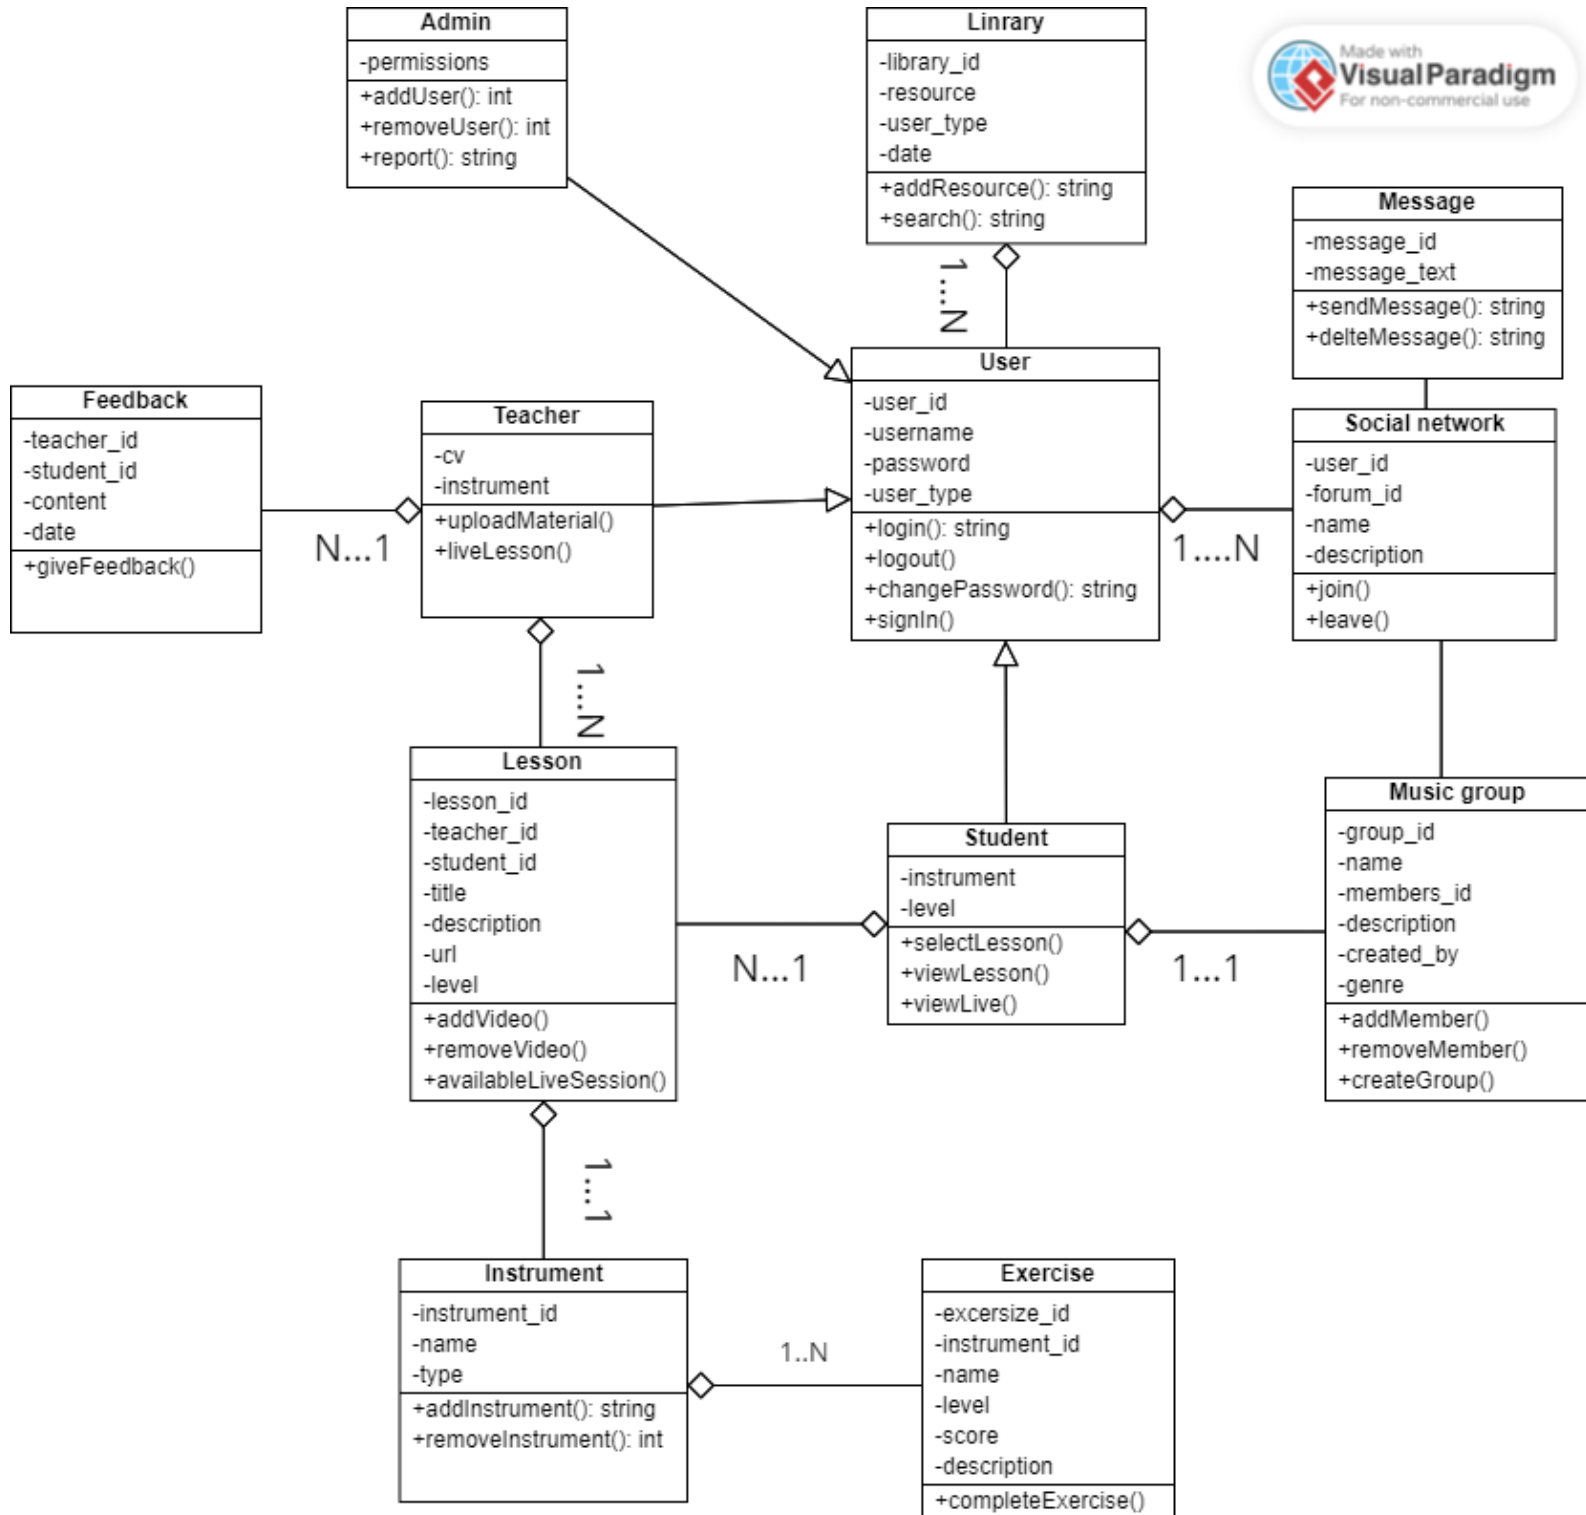 Admin
-permissions
+addUser(): int
+removeUser(): int
+report(): string
Linrary
-library_id
-resource
-user_type
-date
+addResource(): string
+search(): string
Made with
Visual Paradigm
For non-commercial use
Message
-message_id
-message_text
+sendMessage(): string
+delteMessage(): string
1...N
User
-user_id
-username
-password
-user_type
+login(): string
+logout()
+changePassword(): string
+signIn()
Feedback
-teacher_id
-student_id
-content
-date
+giveFeedback()
N...1
Teacher
-cv
-instrument
+uploadMaterial()
+liveLesson()
1....N
Social network
-user_id
-forum_id
-name
-description
+join()
+leave()
1...N
Lesson
-lesson_id
-teacher_id
-student_id
-title
-description
-url
-level
+addVideo()
+removeVideo()
+availableLiveSession()
N...1
Student
-instrument
-level
+selectLesson()
+viewLesson()
+viewLive()
1...1
Music group
-group_id
-name
-members_id
-description
-created_by
-genre
+addMember()
+removeMember()
+createGroup()
1...1
Instrument
-instrument_id
-name
-type
+addInstrument(): string
+removeInstrument(): int
1..N
Exercise
-excersize_id
-instrument_id
-name
-level
-score
-description
+completeExercise()